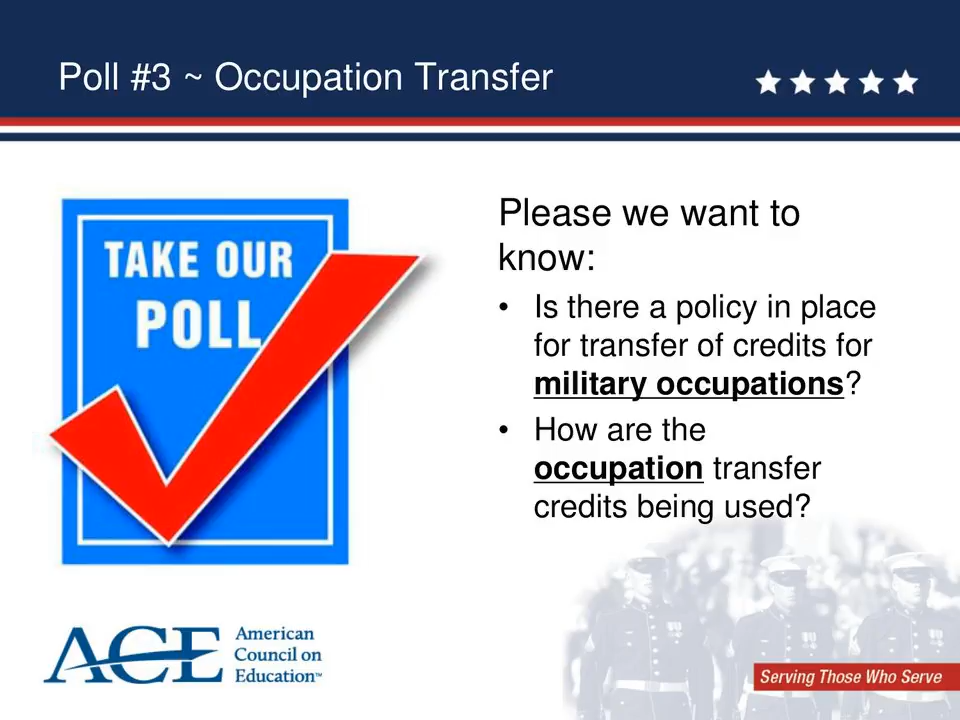 Poll #3 ~ Occupation Transfer
TAKE OUR
POLL
Please we want to
know:
• Is there a policy in place
for transfer of credits for
military occupations?
• How are the
occupation transfer
credits being used?
ACE
American
Council on
Education™
Serving Those Who Serve